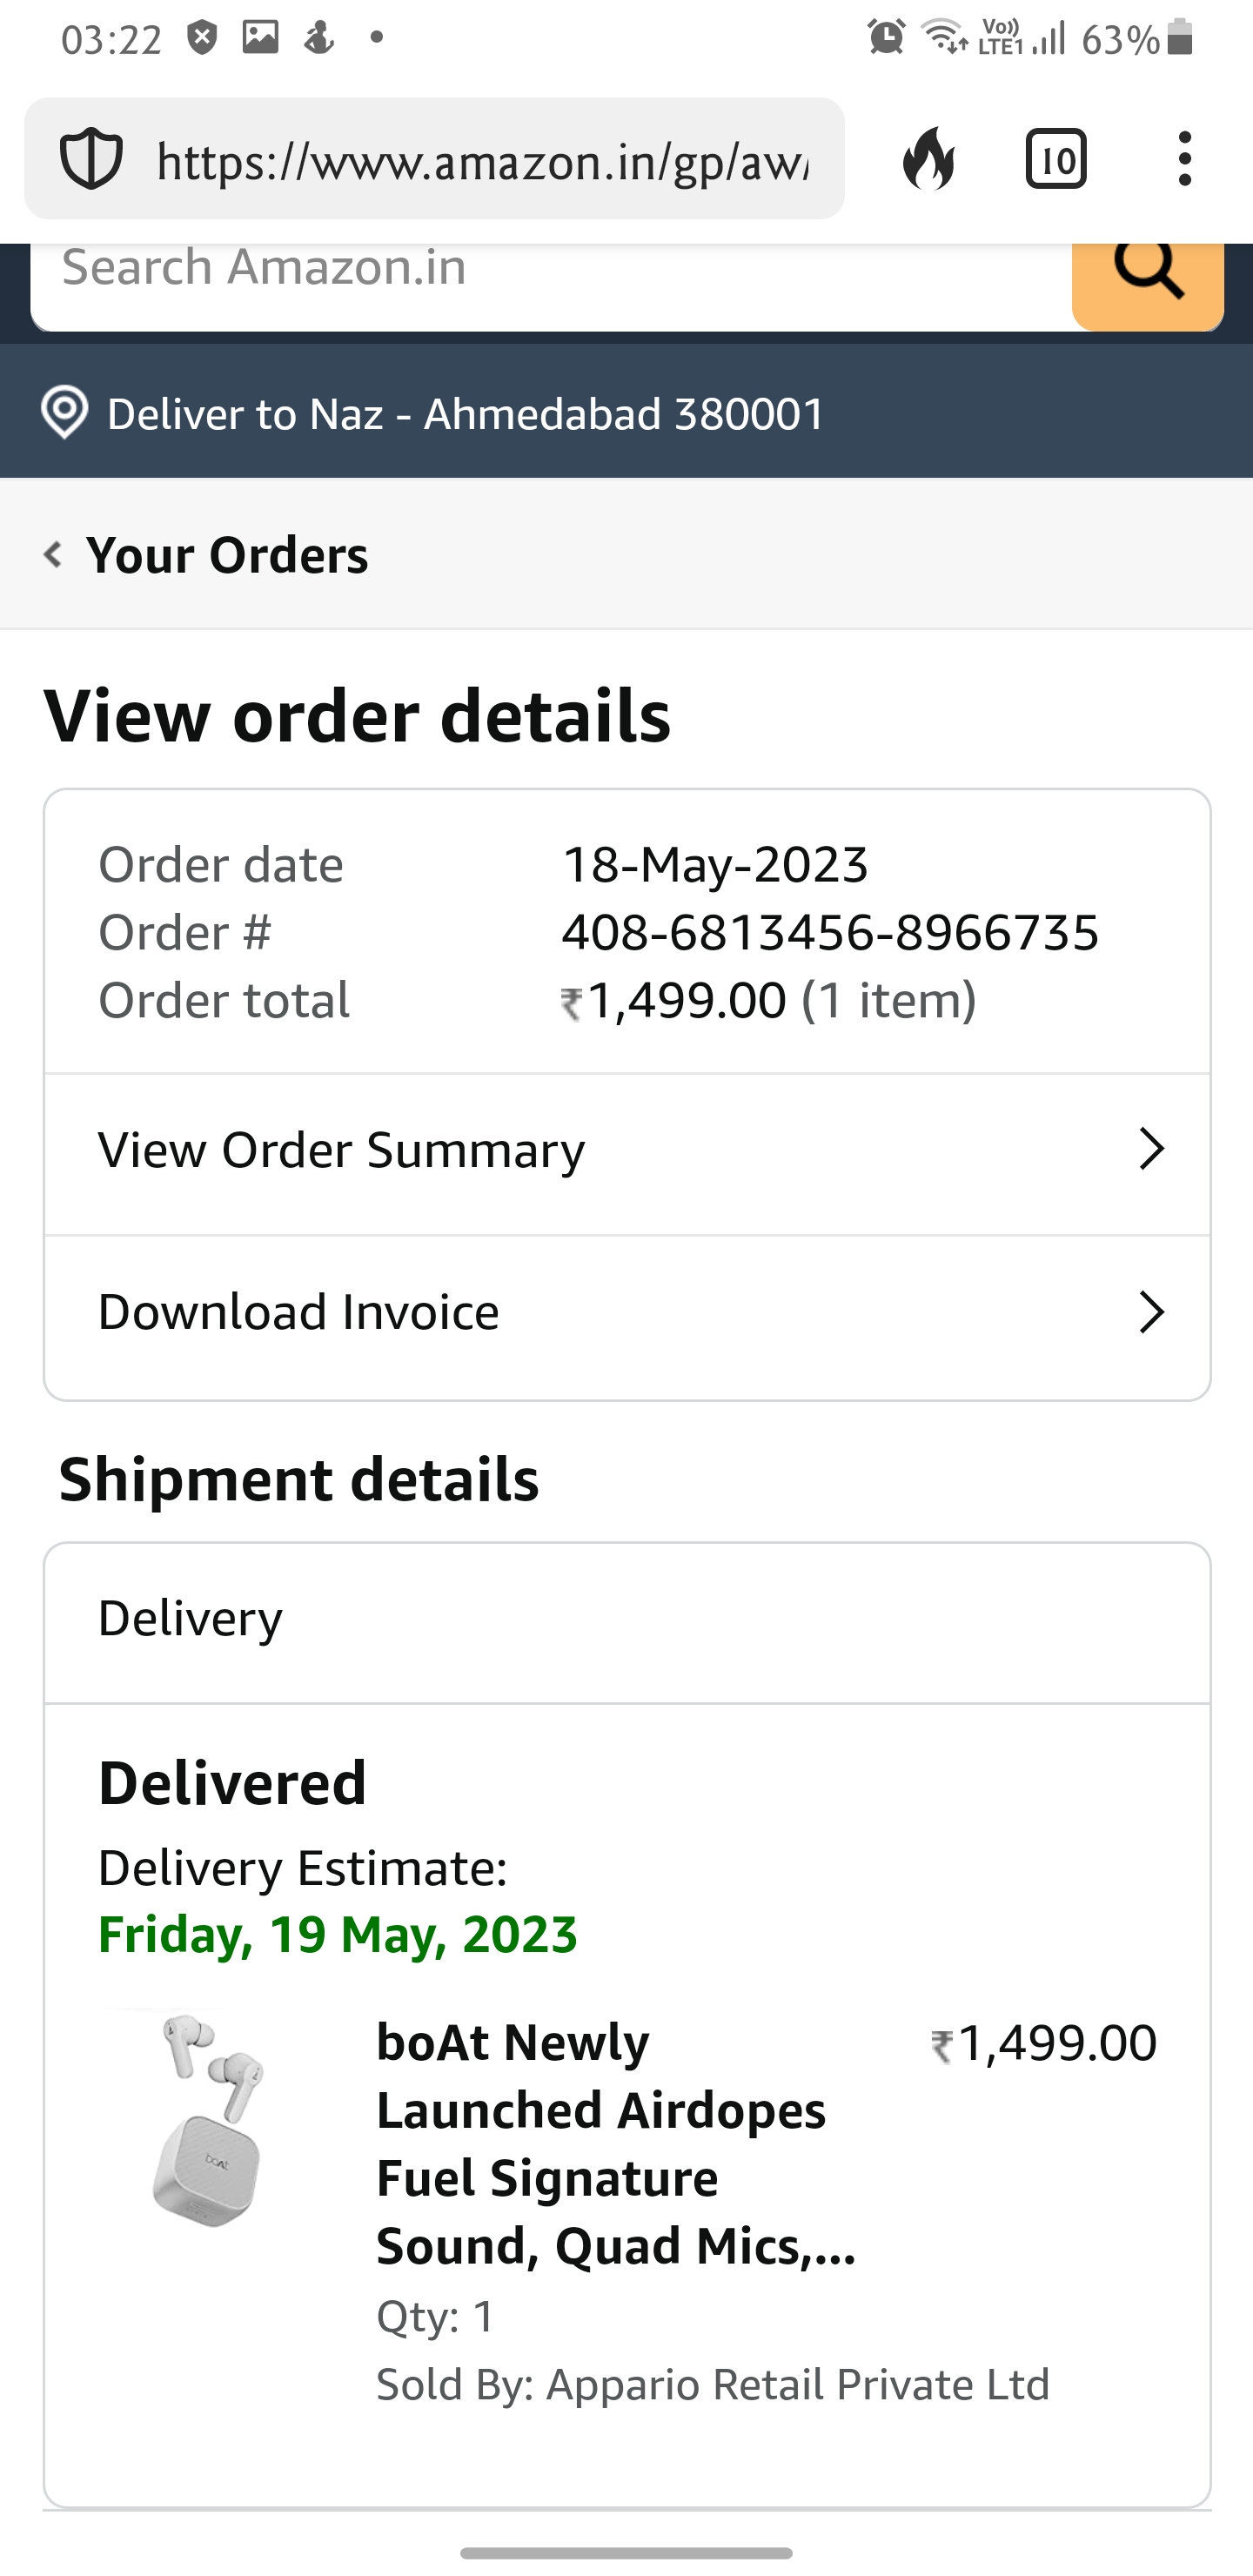 03:22
Vo)) LTE1 63%
https://www.amazon.in/gp/aw/
10
Search Amazon.in
Deliver to Naz - Ahmedabad 380001
Your Orders
View order details
Order date 18-May-2023
Order # 408-6813456-8966735
Order total ₹1,499.00 (1 item)
View Order Summary
Download Invoice
Shipment details
Delivery
Delivered
Delivery Estimate:
Friday, 19 May, 2023
boAt Newly ₹1,499.00
Launched Airdopes
Fuel Signature
Sound, Quad Mics,...
Qty: 1
Sold By: Appario Retail Private Ltd
boAt